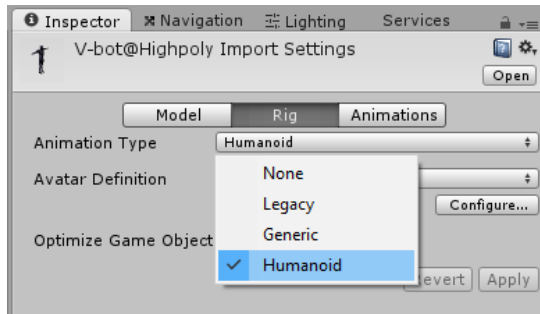 Inspector Navigation Lighting Services
V-bot@Highpoly Import Settings
Open
Model Rig Animations
Animation Type Humanoid
None
Avatar Definition
Legacy
Configure...
Generic
Optimize Game Object
Humanoid
Apply